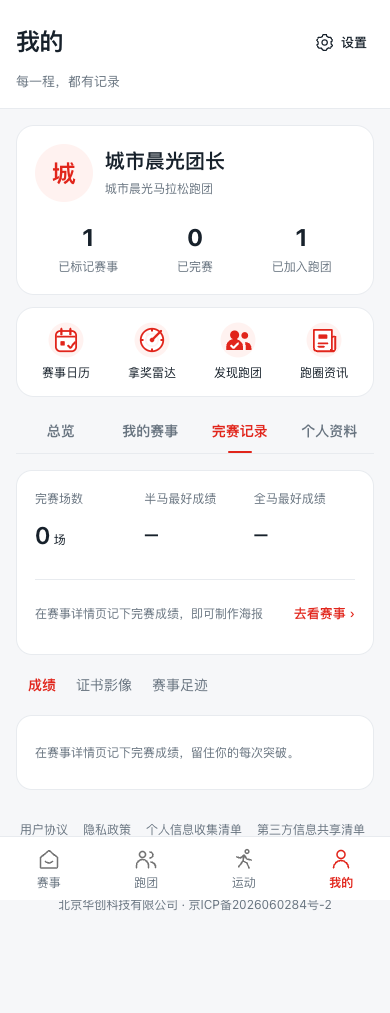 我的
设置
每一程，都有记录
城
城市晨光团长
城市晨光马拉松跑团
1 0 1
已标记赛事 已完赛 已加入跑团
赛事日历 拿奖雷达 发现跑团 跑圈资讯
总览 我的赛事 完赛记录 个人资料
完赛场数 半马最好成绩 全马最好成绩
0 场 — —
在赛事详情页记下完赛成绩，即可制作海报 去看赛事 ›
成绩 证书影像 赛事足迹
在赛事详情页记下完赛成绩，留住你的每次突破。
用户协议 隐私政策 个人信息收集清单 第三方信息共享清单
赛事 跑团 运动 我的
北京华创科技有限公司 · 京ICP备2026060284号-2